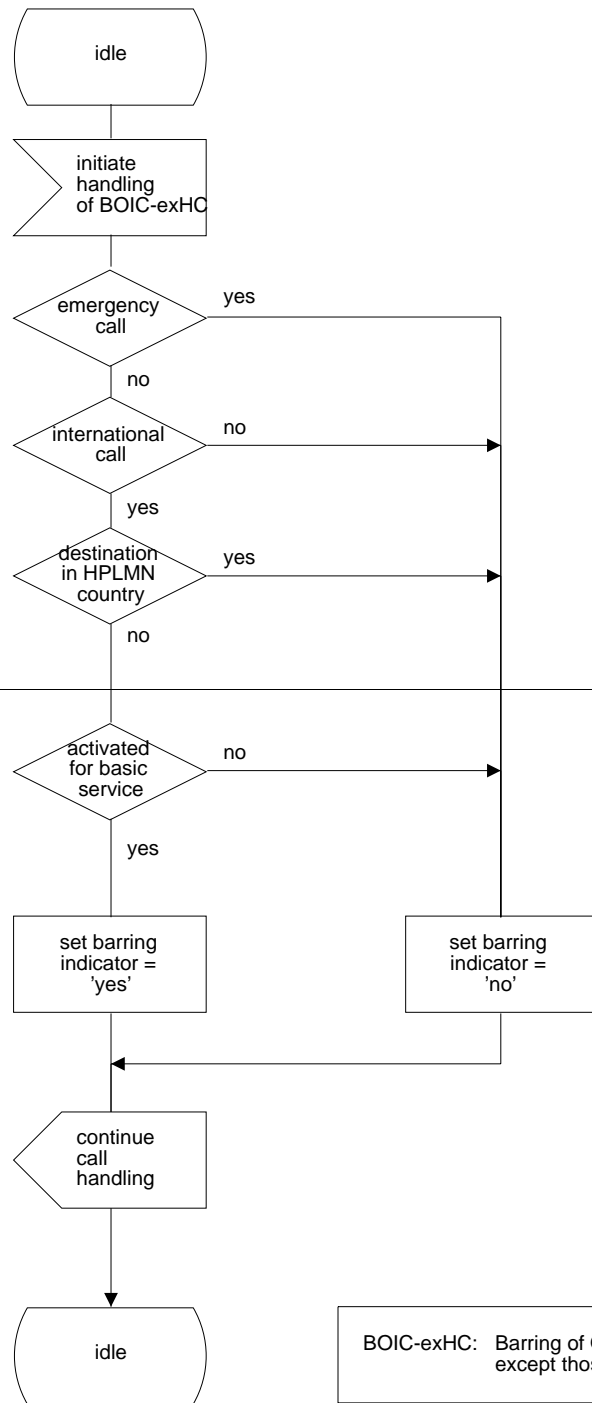 idle
initiate
handling
of BOIC-exHC
emergency
call
yes
no
international
call
no
yes
destination
in HPLMN
country
yes
no
activated
for basic
service
no
yes
set barring
indicator =
'yes'
set barring
indicator =
'no'
continue
call
handling
idle
BOIC-exHC: Barring of
except